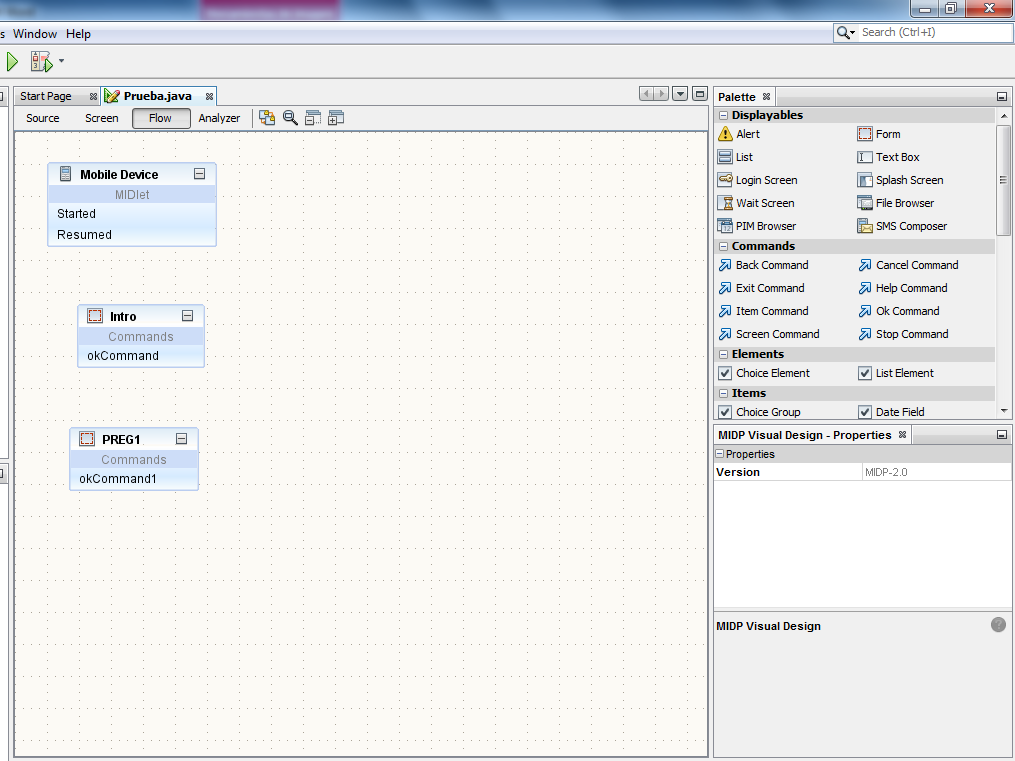 s Window Help
Search (Ctrl+I)
Start Page
Prueba.java
Source Screen Flow Analyzer
Mobile Device
MIDlet
Started
Resumed
Intro
Commands
okCommand
PREG1
Commands
okCommand1
Palette
Displayables
Alert Form
List Text Box
Login Screen Splash Screen
Wait Screen File Browser
PIM Browser SMS Composer
Commands
Back Command Cancel Command
Exit Command Help Command
Item Command Ok Command
Screen Command Stop Command
Elements
Choice Element List Element
Items
Choice Group Date Field
MIDP Visual Design - Properties
Properties
Version MIDP-2.0
MIDP Visual Design